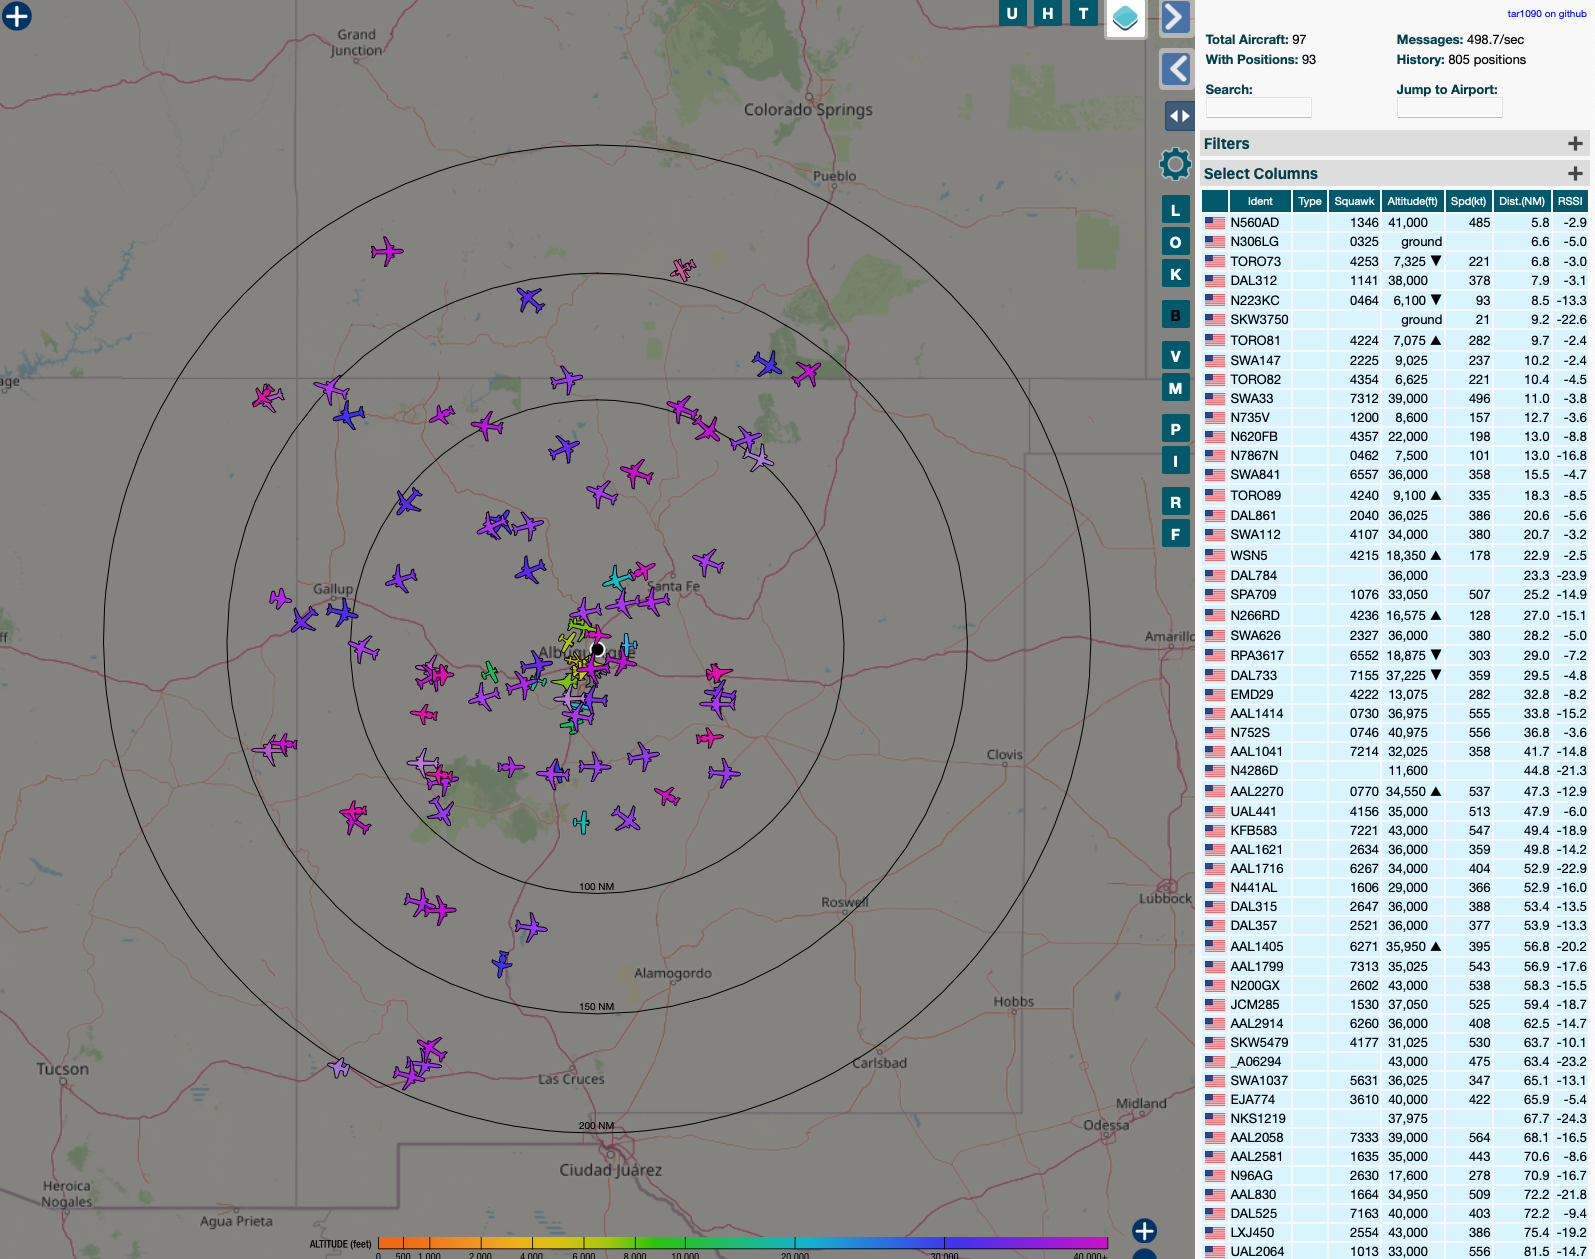 U H T
L
O
K
B
V
M
P
I
R
F
Grand
Junction
Colorado Springs
Pueblo
age
Gallup
Santa Fe
ff
Albuquerque
Amarillo
Clovis
100 NM
Roswell
Lubbock
Alamogordo
150 NM
Hobbs
Tucson
Las Cruces
Carlsbad
Midland
Odessa
200 NM
Ciudad Juárez
Heroica
Nogales
Agua Prieta
ALTITUDE (feet) 0 500 1 000 2 000 4 000 6 000 8 000 10 000 20 000 30 000 40 000+
tar1090 on github
Total Aircraft: 97 Messages: 498.7/sec
With Positions: 93 History: 805 positions
Search: Jump to Airport:
Filters
Select Columns
Ident Type Squawk Altitude(ft) Spd(kt) Dist.(NM) RSSI
N560AD 1346 41,000 485 5.8 -2.9
N306LG 0325 ground 6.6 -5.0
TORO73 4253 7,325 ▼ 221 6.8 -3.0
DAL312 1141 38,000 378 7.9 -3.1
N223KC 0464 6,100 ▼ 93 8.5 -13.3
SKW3750 ground 21 9.2 -22.6
TORO81 4224 7,075 ▲ 282 9.7 -2.4
SWA147 2225 9,025 237 10.2 -2.4
TORO82 4354 6,625 221 10.4 -4.5
SWA33 7312 39,000 496 11.0 -3.8
N735V 1200 8,600 157 12.7 -3.6
N620FB 4357 22,000 198 13.0 -8.8
N7867N 0462 7,500 101 13.0 -16.8
SWA841 6557 36,000 358 15.5 -4.7
TORO89 4240 9,100 ▲ 335 18.3 -8.5
DAL861 2040 36,025 386 20.6 -5.6
SWA112 4107 34,000 380 20.7 -3.2
WSN5 4215 18,350 ▲ 178 22.9 -2.5
DAL784 36,000 23.3 -23.9
SPA709 1076 33,050 507 25.2 -14.9
N266RD 4236 16,575 ▲ 128 27.0 -15.1
SWA626 2327 36,000 380 28.2 -5.0
RPA3617 6552 18,875 ▼ 303 29.0 -7.2
DAL733 7155 37,225 ▼ 359 29.5 -4.8
EMD29 4222 13,075 282 32.8 -8.2
AAL1414 0730 36,975 555 33.8 -15.2
N752S 0746 40,975 556 36.8 -3.6
AAL1041 7214 32,025 358 41.7 -14.8
N4286D 11,600 44.8 -21.3
AAL2270 0770 34,550 ▲ 537 47.3 -12.9
UAL441 4156 35,000 513 47.9 -6.0
KFB583 7221 43,000 547 49.4 -18.9
AAL1621 2634 36,000 359 49.8 -14.2
AAL1716 6267 34,000 404 52.9 -22.9
N441AL 1606 29,000 366 52.9 -16.0
DAL315 2647 36,000 388 53.4 -13.5
DAL357 2521 36,000 377 53.9 -13.3
AAL1405 6271 35,950 ▲ 395 56.8 -20.2
AAL1799 7313 35,025 543 56.9 -17.6
N200GX 2602 43,000 538 58.3 -15.5
JCM285 1530 37,050 525 59.4 -18.7
AAL2914 6260 36,000 408 62.5 -14.7
SKW5479 4177 31,025 530 63.7 -10.1
_A06294 43,000 475 63.4 -23.2
SWA1037 5631 36,025 347 65.1 -13.1
EJA774 3610 40,000 422 65.9 -5.4
NKS1219 37,975 67.7 -24.3
AAL2058 7333 39,000 564 68.1 -16.5
AAL2581 1635 35,000 443 70.6 -8.6
N96AG 2630 17,600 278 70.9 -16.7
AAL830 1664 34,950 509 72.2 -21.8
DAL525 7163 40,000 403 72.2 -9.4
LXJ450 2554 43,000 386 75.4 -19.2
UAL2064 1013 33,000 556 81.5 -14.7